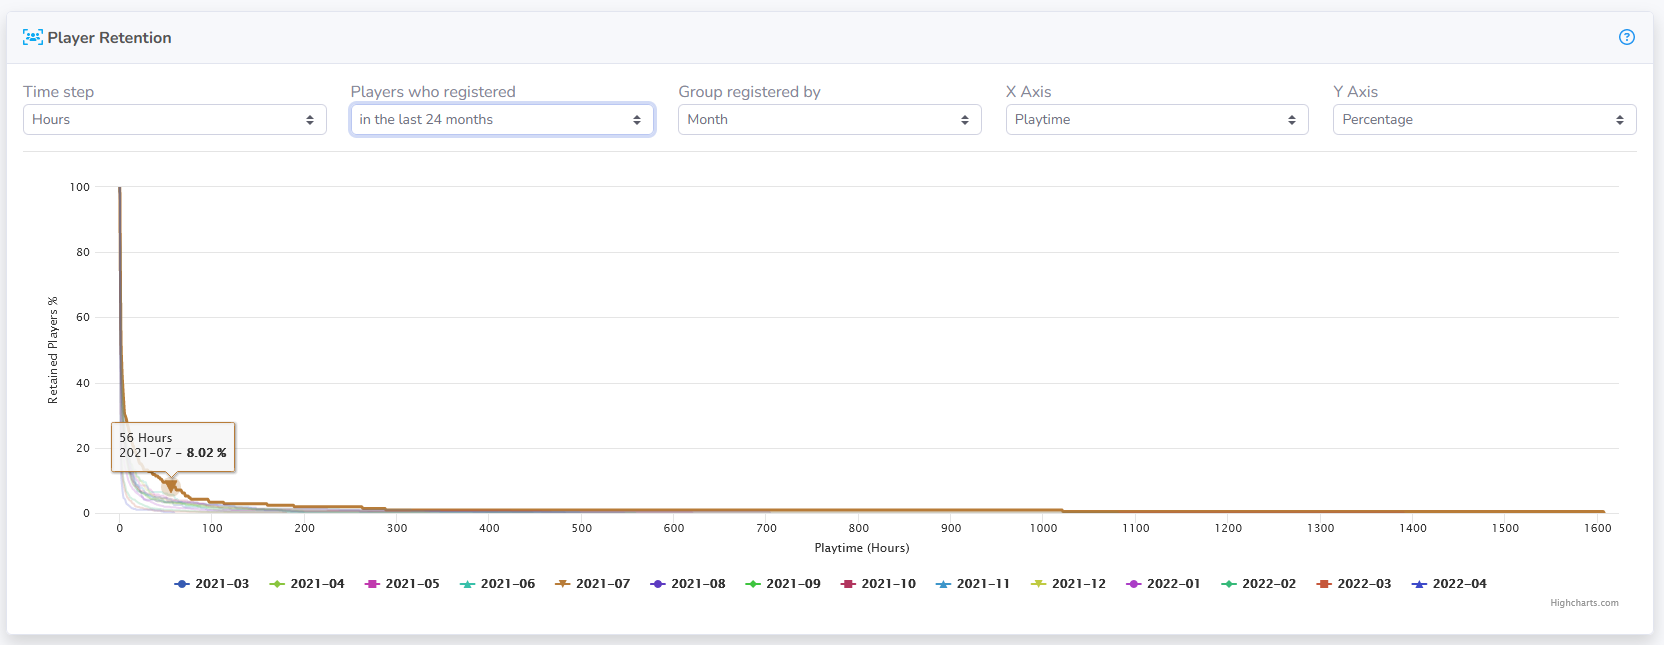 Player Retention
Time step
Players who registered
Group registered by
X Axis
Y Axis
Hours
in the last 24 months
Month
Playtime
Percentage
100
80
60
40
20
0
Retained Players %
56 Hours
2021-07 - 8.02 %
0 100 200 300 400 500 600 700 800 900 1000 1100 1200 1300 1400 1500 1600
Playtime (Hours)
2021-03 2021-04 2021-05 2021-06 2021-07 2021-08 2021-09 2021-10 2021-11 2021-12 2022-01 2022-02 2022-03 2022-04
Highcharts.com